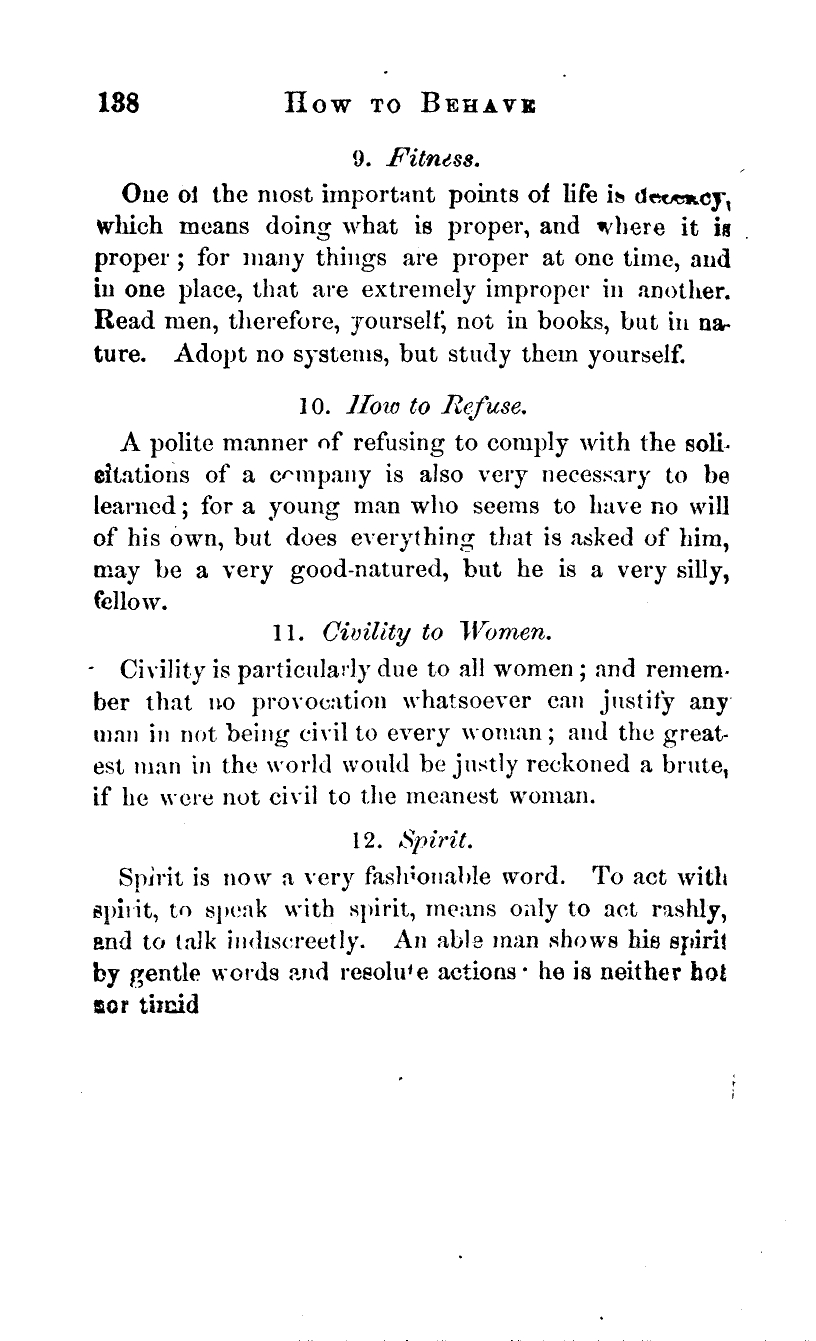 138 How to Behave
9. Fitness.
One of the most important points of life is decency,
which means doing what is proper, and where it is
proper; for many things are proper at one time, and
in one place, that are extremely improper in another.
Read men, therefore, yourself, not in books, but in na-
ture. Adopt no systems, but study them yourself.
10. How to Refuse.
A polite manner of refusing to comply with the soli-
citations of a company is also very necessary to be
learned; for a young man who seems to have no will
of his own, but does everything that is asked of him,
may be a very good-natured, but he is a very silly,
fellow.
11. Civility to Women.
Civility is particularly due to all women; and remem-
ber that no provocation whatsoever can justify any
man in not being civil to every woman; and the great-
est man in the world would be justly reckoned a brute,
if he were not civil to the meanest woman.
12. Spirit.
Spirit is now a very fashionable word. To act with
spirit, to speak with spirit, means only to act rashly,
and to talk indiscreetly. An able man shows his spirit
by gentle words and resolute actions· he is neither hot
nor timid